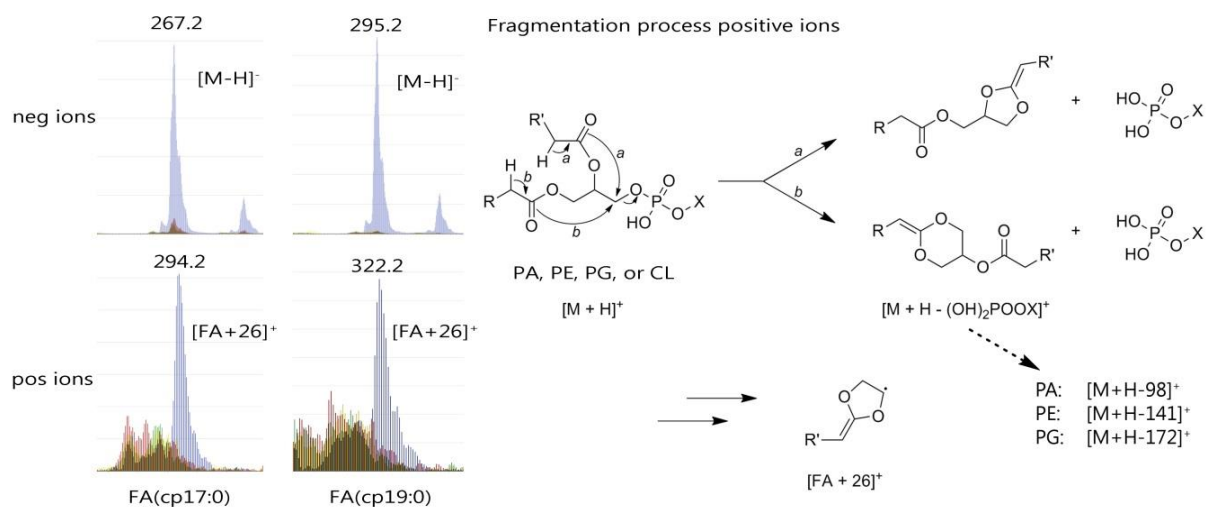 267.2
295.2
Fragmentation process positive ions
[M-H]⁻
[M-H]⁻
neg ions
R'
O
H
a
O
a
b
H
R
O
O
b
O
P
O
HO
O
X
PA, PE, PG, or CL
[M + H]⁺
a
b
R'
O
O
R
O
O
+
HO
P
O
HO
O
X
R
O
O
O
O
R'
+
HO
P
O
HO
O
X
[M + H - (OH)₂POOX]⁺
294.2
322.2
[FA+26]⁺
[FA+26]⁺
pos ions
FA(cp17:0)
FA(cp19:0)
O
O
R'
[FA + 26]⁺
PA: [M+H-98]⁺
PE: [M+H-141]⁺
PG: [M+H-172]⁺